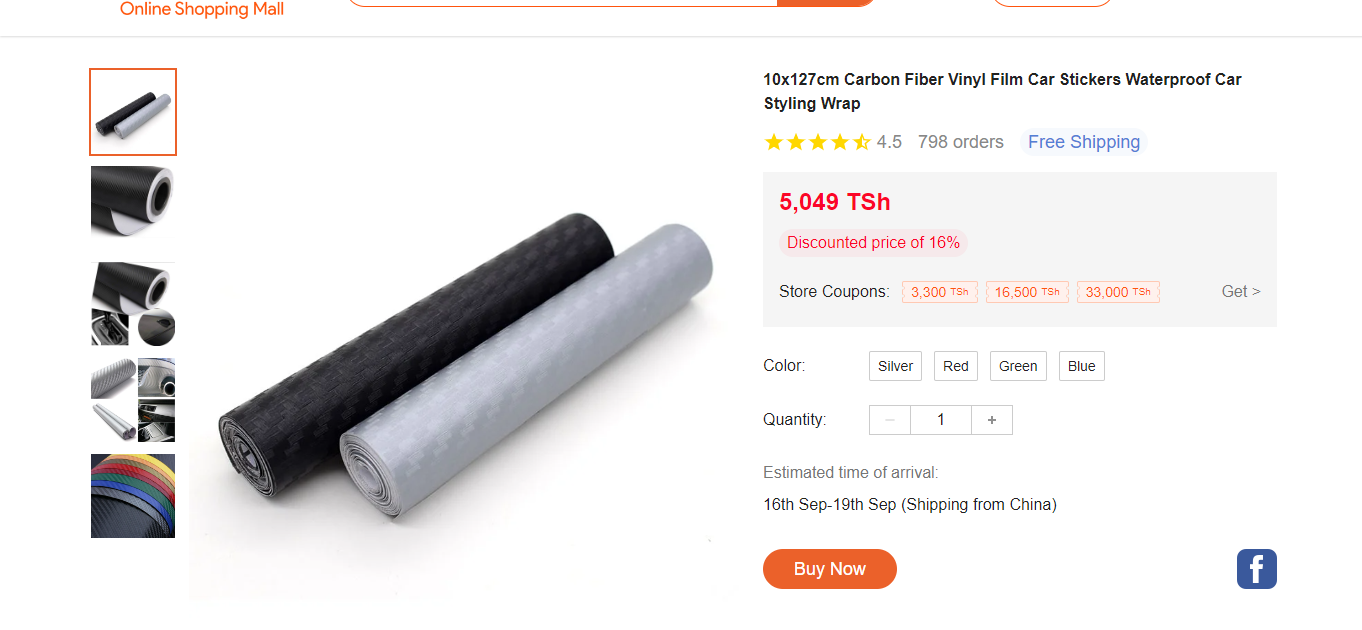 Online Shopping Mall
10x127cm Carbon Fiber Vinyl Film Car Stickers Waterproof Car
Styling Wrap
4.5 798 orders Free Shipping
5,049 TSh
Discounted price of 16%
Store Coupons: 3,300 TSh 16,500 TSh 33,000 TSh Get >
Color: Silver Red Green Blue
Quantity: − 1 +
Estimated time of arrival:
16th Sep-19th Sep (Shipping from China)
Buy Now
f